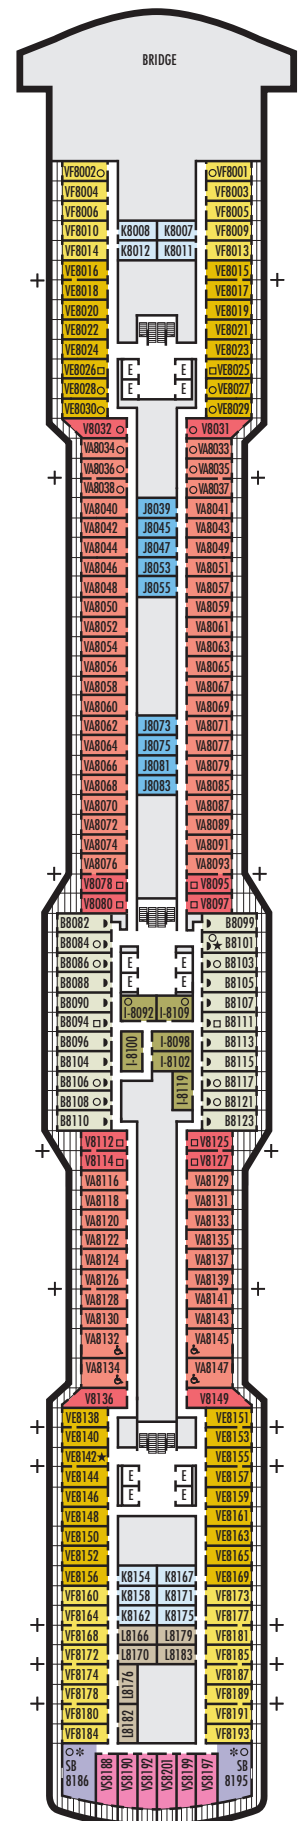 BRIDGE
VF8002 VF8001
VF8004 VF8003
VF8006 VF8005
VF8010 K8008 K8007 VF8009
VF8014 K8012 K8011 VF8013
VE8016 VE8015
VE8018 VE8017
VE8020 VE8019
VE8022 VE8021
VE8024 VE8023
VE8026 E E VE8025
VE8028 E E VE8027
VE8030 VE8029
V8032 V8031
VA8034 VA8033
VA8036 VA8035
VA8038 VA8037
VA8040 J8039 VA8041
VA8042 J8045 VA8043
VA8044 J8047 VA8049
VA8046 J8053 VA8051
VA8048 J8055 VA8057
VA8050 VA8059
VA8052 VA8061
VA8054 VA8063
VA8056 VA8065
VA8058 VA8067
VA8060 VA8069
VA8062 J8073 VA8071
VA8064 J8075 VA8077
VA8066 J8081 VA8079
VA8068 J8083 VA8085
VA8070 VA8087
VA8072 VA8089
VA8074 VA8091
VA8076 VA8093
V8078 V8095
V8080 V8097
B8082 B8099
B8084 B8101
B8086 E E B8103
B8088 E E B8105
B8090 I-8092 I-8109 B8107
B8094 B8111
B8096 I-8100 I-8098 B8113
B8104 I-8102 B8115
B8106 I-8119 B8117
B8108 B8121
B8110 B8123
V8112 V8125
V8114 V8127
VA8116 VA8129
VA8118 VA8131
VA8120 VA8133
VA8122 VA8135
VA8124 VA8137
VA8126 VA8139
VA8128 VA8141
VA8130 VA8143
VA8132 VA8145
VA8134 VA8147
V8136 V8149
VE8138 VE8151
VE8140 VE8153
VE8142 VE8155
VE8144 E E VE8157
VE8146 E E VE8159
VE8148 VE8161
VE8150 VE8163
VE8152 VE8165
VE8156 K8154 K8167 VE8169
VF8160 K8158 K8171 VF8173
VF8164 K8162 K8175 VF8177
VF8168 L8166 L8179 VF8181
VF8172 L8170 L8183 VF8185
VF8174 L8176 VF8187
VF8178 VF8189
VF8180 L8182 VF8191
VF8184 VF8193
SB 8186 VS8188 VS8190 VS8192 VS8201 VS8199 VS8197 SB 8195